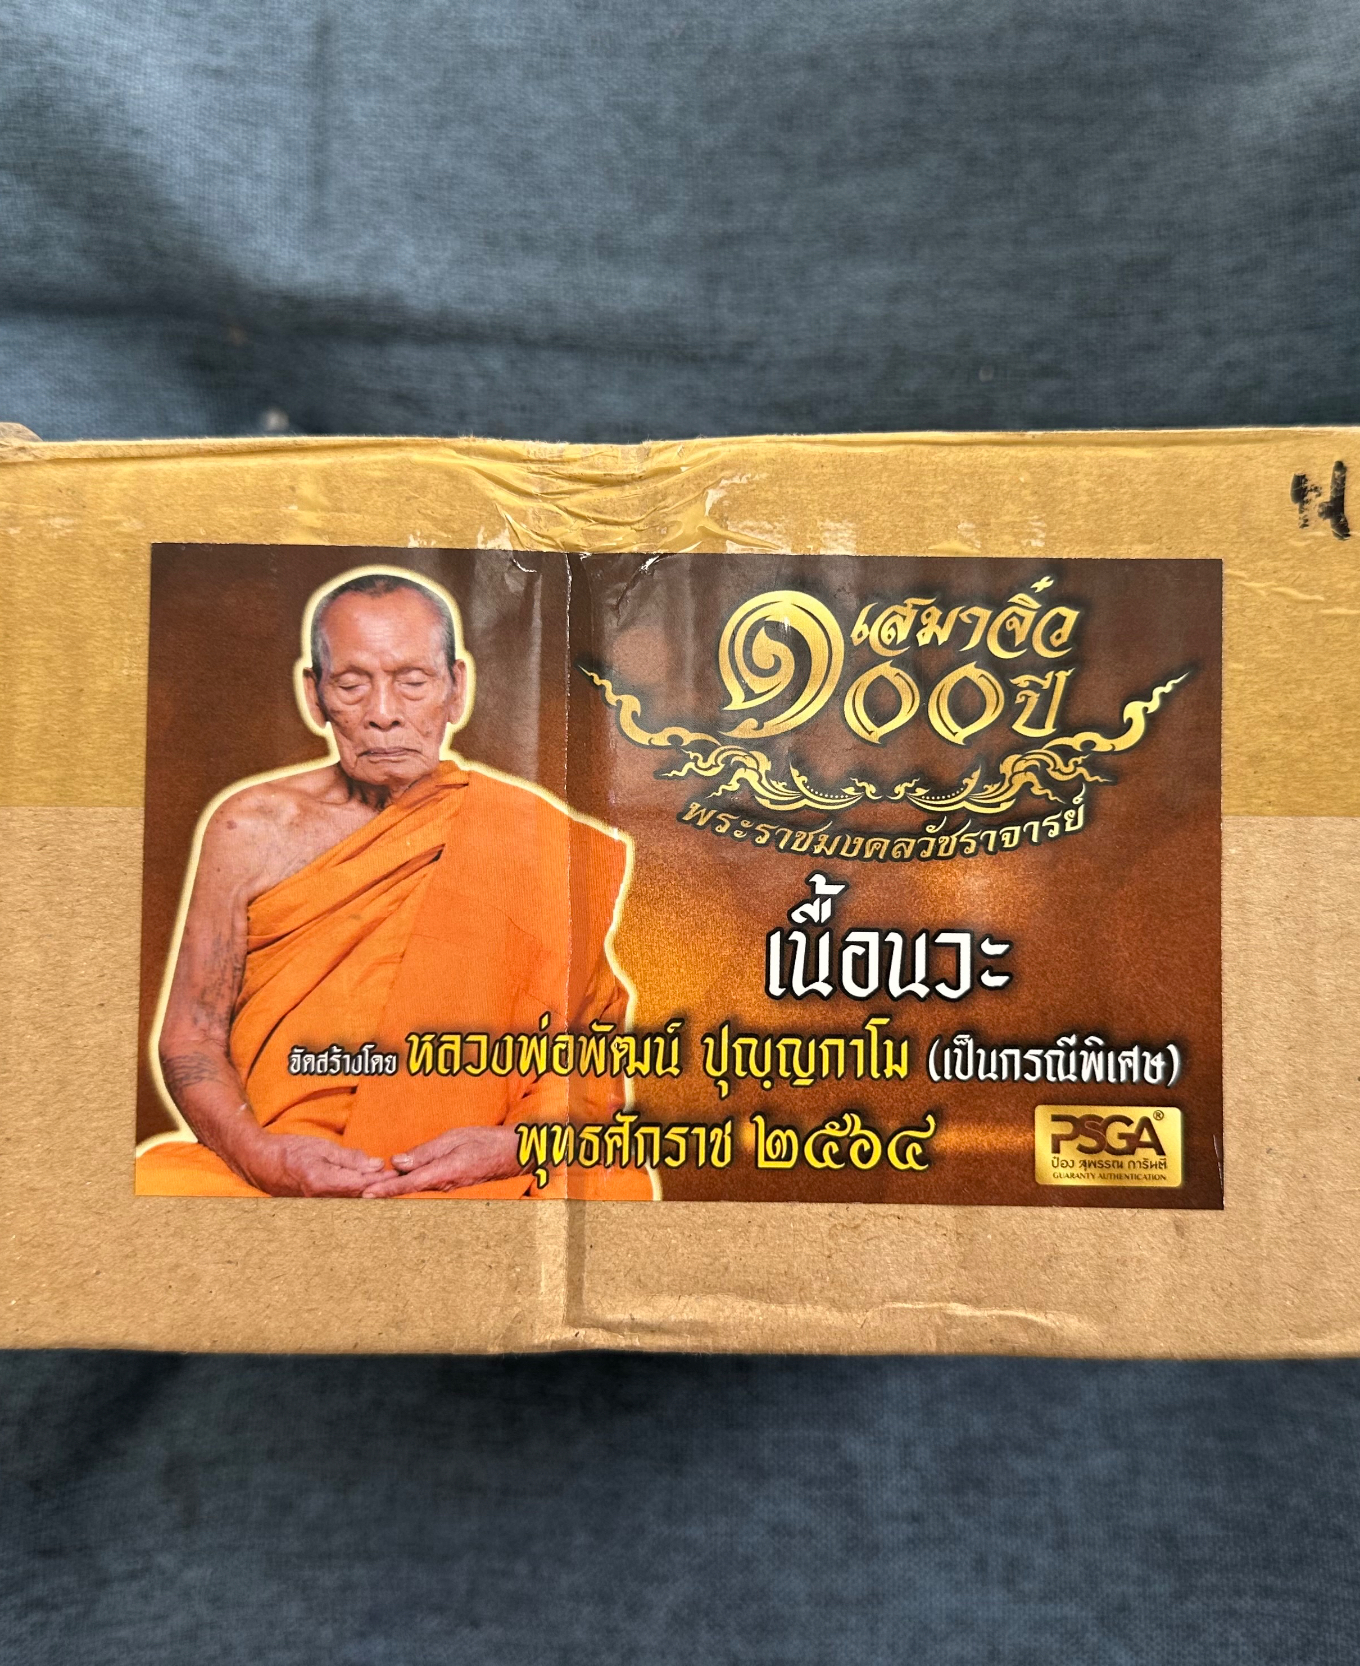 เสมาจิ๋ว
๑๐๐ปี
พระราชมงคลวัชราจารย์
เนื้อนวะ
จัดสร้างโดย หลวงพ่อพัฒน์ ปุญฺญกาโม (เป็นกรณีพิเศษ)
พุทธศักราช ๒๕๖๔
PSGA®
ป๋อง สุพรรณ การันตี
GUARANTY AUTHENTICATION